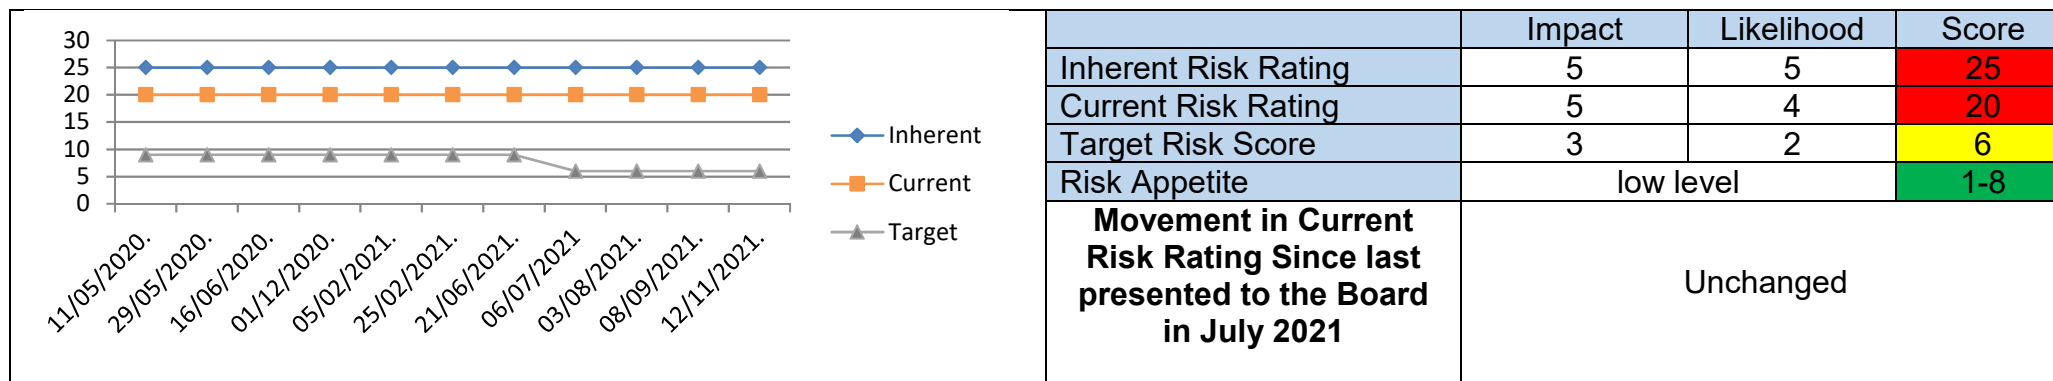 30
25
20
15
10
5
0
11/05/2020.
29/05/2020.
16/06/2020.
01/12/2020.
05/02/2021.
25/02/2021.
21/06/2021.
06/07/2021
03/08/2021.
08/09/2021.
12/11/2021.
Inherent
Current
Target
Impact Likelihood Score
Inherent Risk Rating 5 5 25
Current Risk Rating 5 4 20
Target Risk Score 3 2 6
Risk Appetite low level 1-8
Movement in Current
Risk Rating Since last
presented to the Board
in July 2021
Unchanged